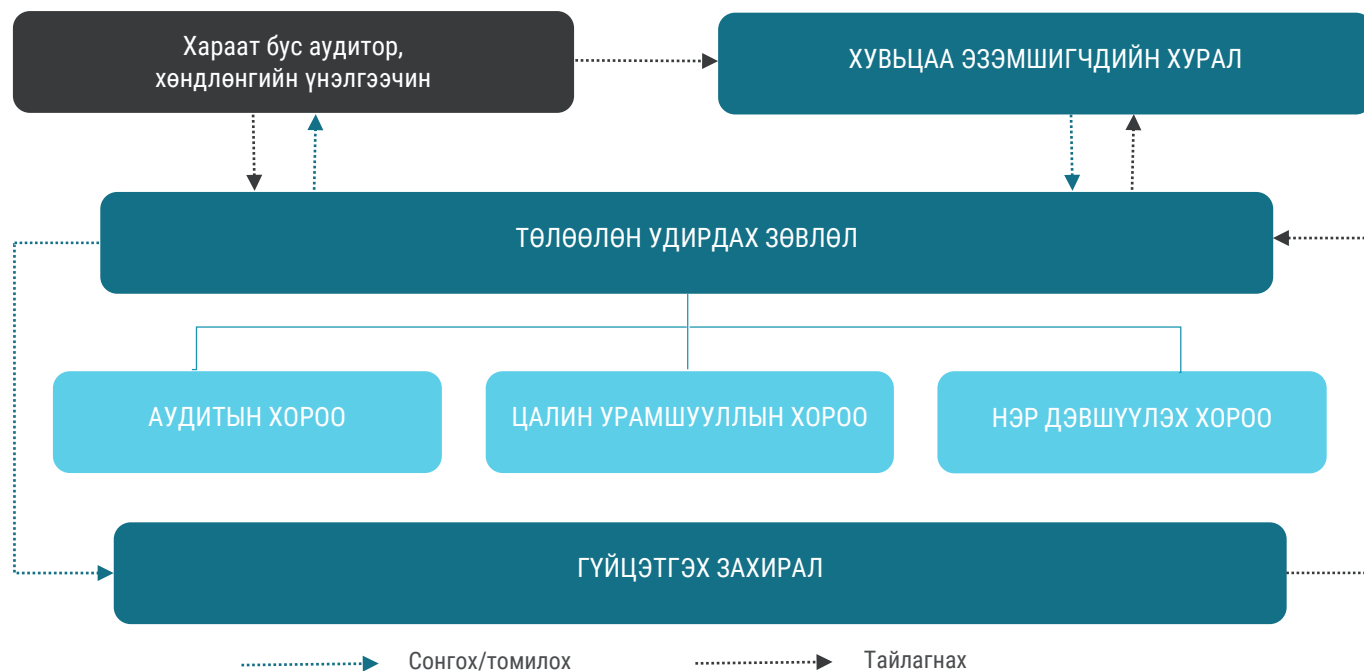 Хараат бус аудитор,
хөндлөнгийн үнэлгээчин
ХУВЬЦАА ЭЗЭМШИГЧДИЙН ХУРАЛ
ТӨЛӨӨЛӨН УДИРДАХ ЗӨВЛӨЛ
АУДИТЫН ХОРОО
ЦАЛИН УРАМШУУЛЛЫН ХОРОО
НЭР ДЭВШҮҮЛЭХ ХОРОО
ГҮЙЦЭТГЭХ ЗАХИРАЛ
Сонгох/томилох
Тайлагнах